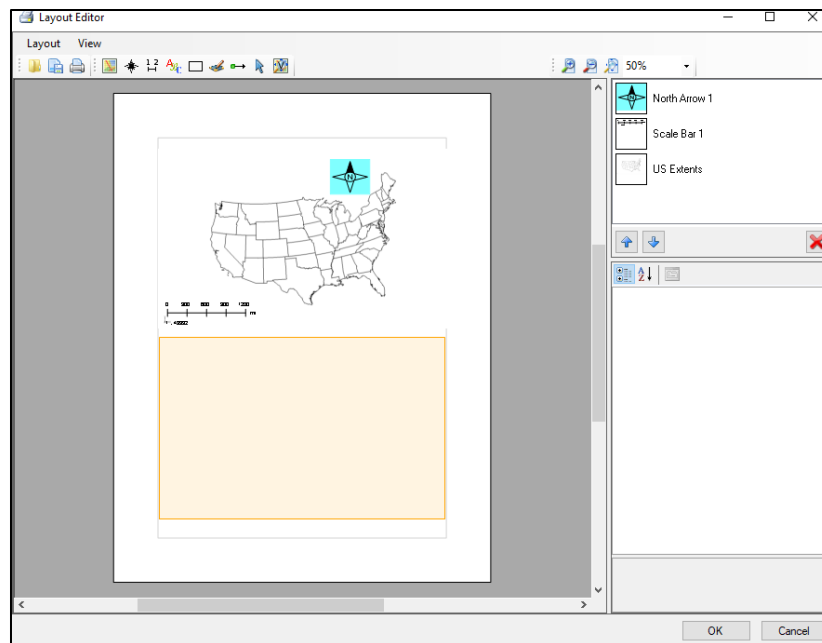 Layout Editor
Layout View
50%
North Arrow 1
Scale Bar 1
US Extents
N
OK Cancel